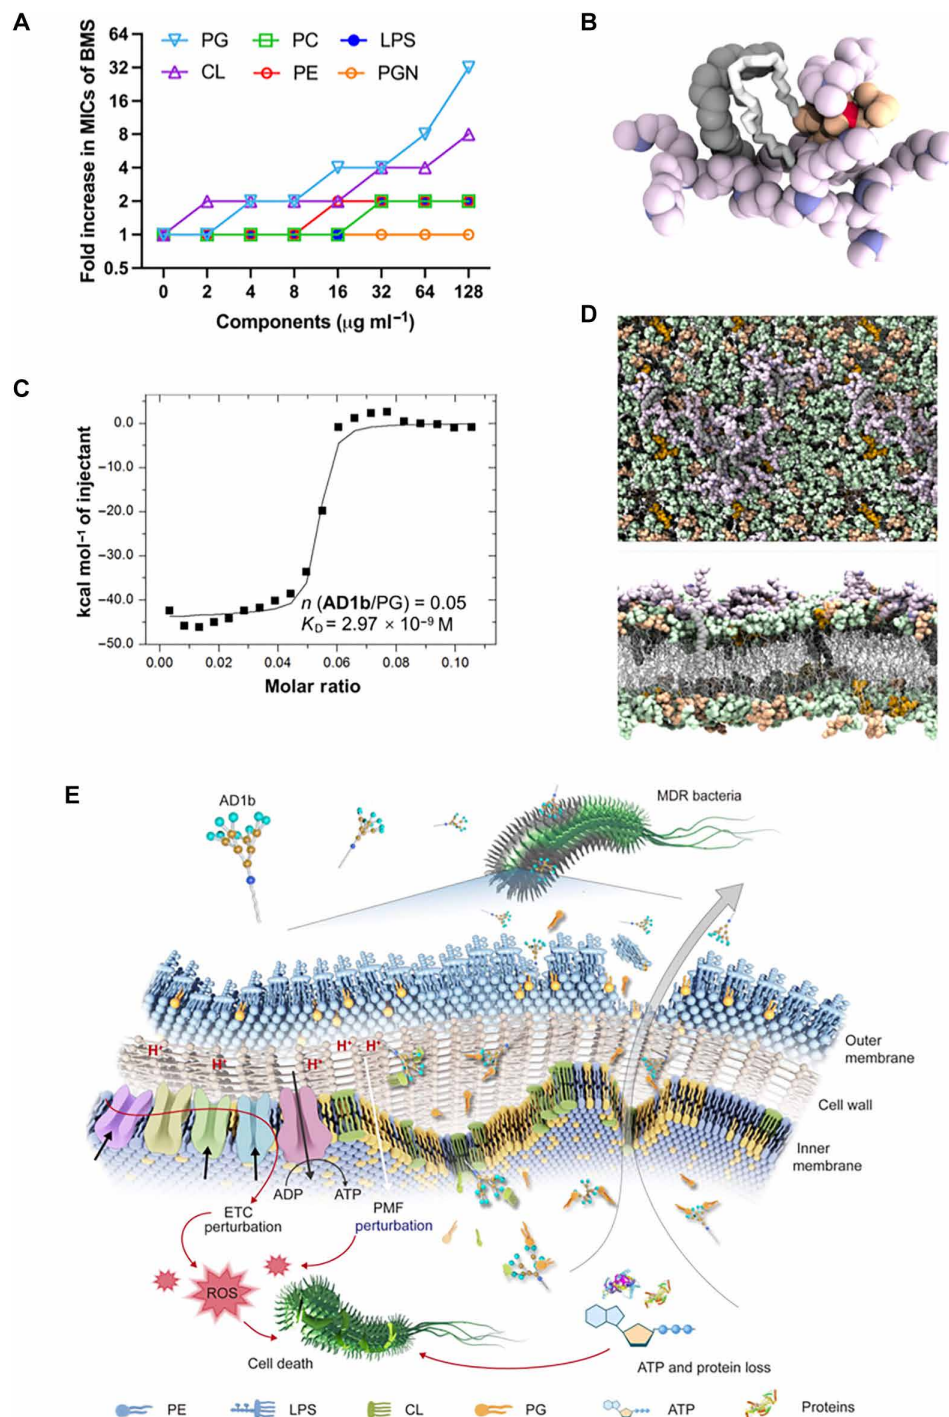 A
Fold increase in MICs of BMS
64
32
16
8
4
2
1
0.5
PG PC LPS
CL PE PGN
0 2 4 8 16 32 64 128
Components (µg ml⁻¹)
B
C
kcal mol⁻¹ of injectant
0.0
−10.0
−20.0
−30.0
−40.0
−50.0
n (AD1b/PG) = 0.05
K_D = 2.97 × 10⁻⁹ M
0.00 0.02 0.04 0.06 0.08 0.10
Molar ratio
D
E
AD1b
MDR bacteria
Outer
membrane
Cell wall
Inner
membrane
H⁺ H⁺ H⁺ H⁺ H⁺
ADP ATP
ETC
perturbation
PMF
perturbation
ROS
Cell death
ATP and protein loss
PE LPS CL PG ATP Proteins